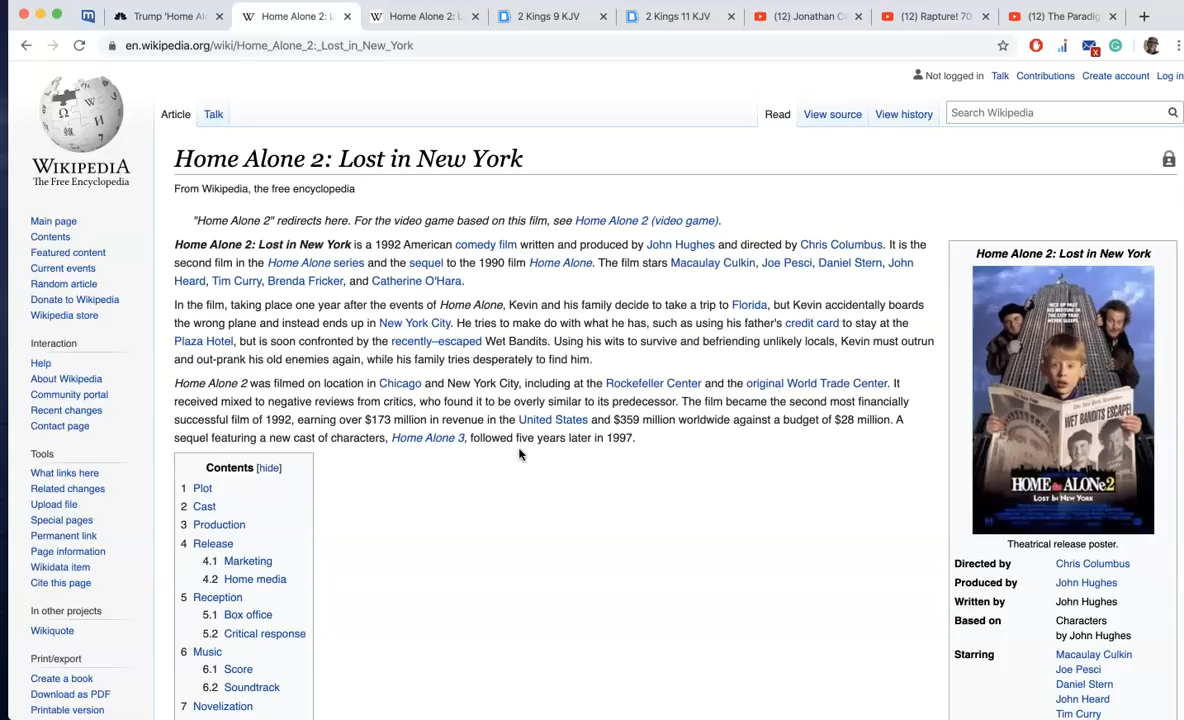 Trump 'Home Al
Home Alone 2: L
Home Alone 2: L
2 Kings 9 KJV
2 Kings 11 KJV
(12) Jonathan C
(12) Rapture! 70
(12) The Paradig
en.wikipedia.org/wiki/Home_Alone_2:_Lost_in_New_York
Not logged in Talk Contributions Create account Log in
Article Talk Read View source View history Search Wikipedia
WIKIPEDIA
The Free Encyclopedia
Main page
Contents
Featured content
Current events
Random article
Donate to Wikipedia
Wikipedia store
Interaction
Help
About Wikipedia
Community portal
Recent changes
Contact page
Tools
What links here
Related changes
Upload file
Special pages
Permanent link
Page information
Wikidata item
Cite this page
In other projects
Wikiquote
Print/export
Create a book
Download as PDF
Printable version
Home Alone 2: Lost in New York
From Wikipedia, the free encyclopedia
"Home Alone 2" redirects here. For the video game based on this film, see Home Alone 2 (video game).
Home Alone 2: Lost in New York is a 1992 American comedy film written and produced by John Hughes and directed by Chris Columbus. It is the
second film in the Home Alone series and the sequel to the 1990 film Home Alone. The film stars Macaulay Culkin, Joe Pesci, Daniel Stern, John
Heard, Tim Curry, Brenda Fricker, and Catherine O'Hara.
In the film, taking place one year after the events of Home Alone, Kevin and his family decide to take a trip to Florida, but Kevin accidentally boards
the wrong plane and instead ends up in New York City. He tries to make do with what he has, such as using his father's credit card to stay at the
Plaza Hotel, but is soon confronted by the recently–escaped Wet Bandits. Using his wits to survive and befriending unlikely locals, Kevin must outrun
and out-prank his old enemies again, while his family tries desperately to find him.
Home Alone 2 was filmed on location in Chicago and New York City, including at the Rockefeller Center and the original World Trade Center. It
received mixed to negative reviews from critics, who found it to be overly similar to its predecessor. The film became the second most financially
successful film of 1992, earning over $173 million in revenue in the United States and $359 million worldwide against a budget of $28 million. A
sequel featuring a new cast of characters, Home Alone 3, followed five years later in 1997.
Contents [hide]
1 Plot
2 Cast
3 Production
4 Release
4.1 Marketing
4.2 Home media
5 Reception
5.1 Box office
5.2 Critical response
6 Music
6.1 Score
6.2 Soundtrack
7 Novelization
Home Alone 2: Lost in New York
WET BANDITS ESCAPE!
HOME ALONe2
LOST IN NEW YORK
Theatrical release poster.
Directed by Chris Columbus
Produced by John Hughes
Written by John Hughes
Based on Characters
by John Hughes
Starring Macaulay Culkin
Joe Pesci
Daniel Stern
John Heard
Tim Curry